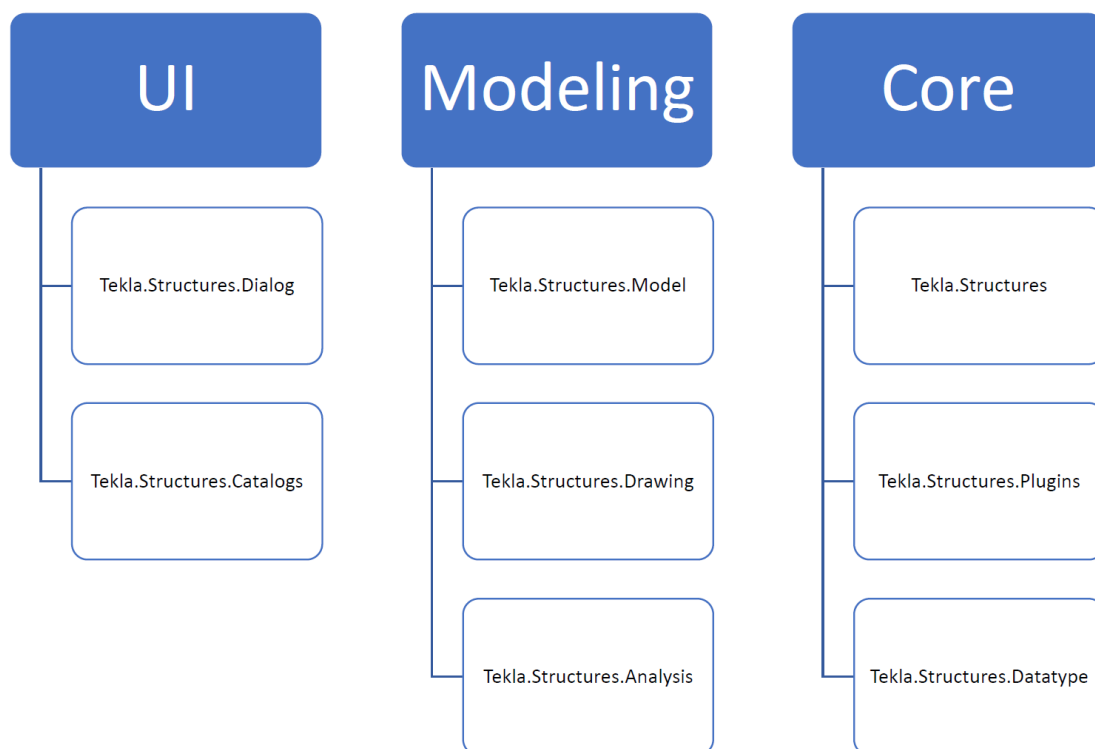 UI
Tekla.Structures.Dialog
Tekla.Structures.Catalogs
Modeling
Tekla.Structures.Model
Tekla.Structures.Drawing
Tekla.Structures.Analysis
Core
Tekla.Structures
Tekla.Structures.Plugins
Tekla.Structures.Datatype